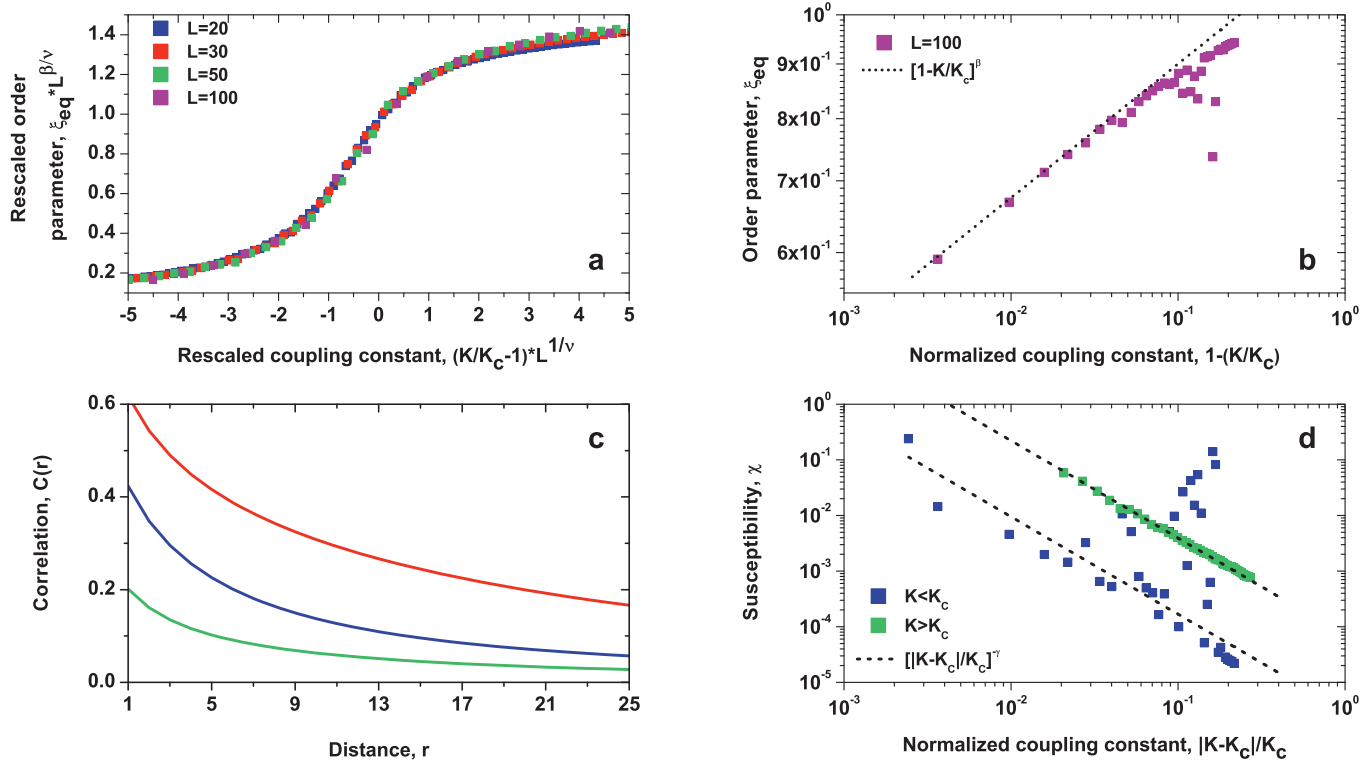 Rescaled order
parameter, ξeq*Lβ/ν
1.4
1.2
1.0
0.8
0.6
0.4
0.2
L=20
L=30
L=50
L=100
a
-5 -4 -3 -2 -1 0 1 2 3 4 5
Rescaled coupling constant, (K/Kc-1)*L1/ν
Order parameter, ξeq
10^0
9x10^-1
8x10^-1
7x10^-1
6x10^-1
L=100
[1-K/Kc]^β
b
10^-3 10^-2 10^-1 10^0
Normalized coupling constant, 1-(K/Kc)
Correlation, C(r)
0.6
0.4
0.2
0.0
c
1 5 9 13 17 21 25
Distance, r
Susceptibility, χ
10^0
10^-1
10^-2
10^-3
10^-4
10^-5
d
K<Kc
K>Kc
[|K-Kc|/Kc]^-γ
10^-3 10^-2 10^-1 10^0
Normalized coupling constant, |K-Kc|/Kc